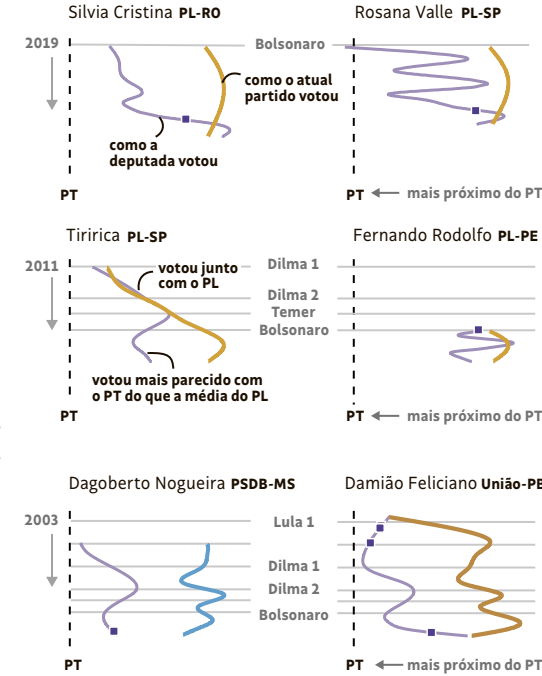 Silvia Cristina PL-RO
Rosana Valle PL-SP
2019
Bolsonaro
como o atual
partido votou
como a
deputada votou
PT
PT
mais próximo do PT
Tiririca PL-SP
Fernando Rodolfo PL-PE
2011
votou junto
com o PL
Dilma 1
Dilma 2
Temer
Bolsonaro
votou mais parecido com
o PT do que a média do PL
PT
PT
mais próximo do PT
Dagoberto Nogueira PSDB-MS
Damião Feliciano União-PB
2003
Lula 1
Dilma 1
Dilma 2
Bolsonaro
PT
PT
mais próximo do PT